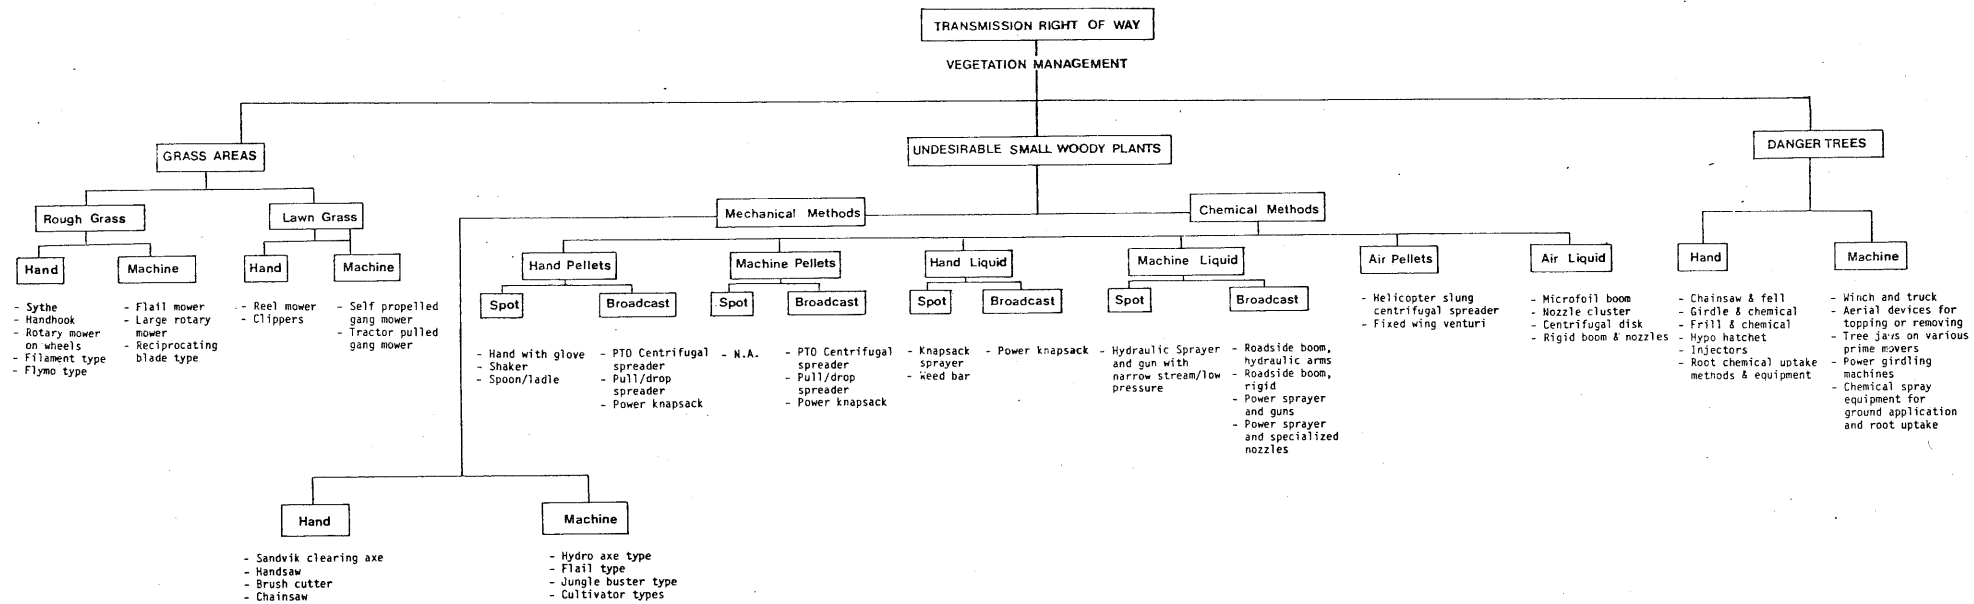 TRANSMISSION RIGHT OF WAY
VEGETATION MANAGEMENT
GRASS AREAS
UNDESIRABLE SMALL WOODY PLANTS
DANGER TREES
Rough Grass
Lawn Grass
Mechanical Methods
Chemical Methods
Hand
Machine
Hand
Machine
Hand Pellets
Machine Pellets
Hand Liquid
Machine Liquid
Air Pellets
Air Liquid
Hand
Machine
Spot
Broadcast
Spot
Broadcast
Spot
Broadcast
Spot
Broadcast
- Sythe
- Handhook
- Rotary mower
on wheels
- Filament type
- Flymo type
- Flail mower
- Large rotary
mower
- Reciprocating
blade type
- Reel mower
- Clippers
- Self propelled
gang mower
- Tractor pulled
gang mower
- Hand with glove
- Shaker
- Spoon/ladle
- PTO Centrifugal
spreader
- Pull/drop
spreader
- Power knapsack
- N.A.
- PTO Centrifugal
spreader
- Pull/drop
spreader
- Power knapsack
- Knapsack
sprayer
- Weed bar
- Power knapsack
- Hydraulic Sprayer
and gun with
narrow stream/low
pressure
- Roadside boom,
hydraulic arms
- Roadside boom,
rigid
- Power sprayer
and guns
- Power sprayer
and specialized
nozzles
- Helicopter slung
centrifugal spreader
- Fixed wing venturi
- Microfoil boom
- Nozzle cluster
- Centrifugal disk
- Rigid boom & nozzles
- Chainsaw & fell
- Girdle & chemical
- Frill & chemical
- Hypo hatchet
- Injectors
- Root chemical uptake
methods & equipment
- Winch and truck
- Aerial devices for
topping or removing
- Tree jaws on various
prime movers
- Power girdling
machines
- Chemical spray
equipment for
ground application
and root uptake
Hand
Machine
- Sandvik clearing axe
- Handsaw
- Brush cutter
- Chainsaw
- Hydro axe type
- Flail type
- Jungle buster type
- Cultivator types